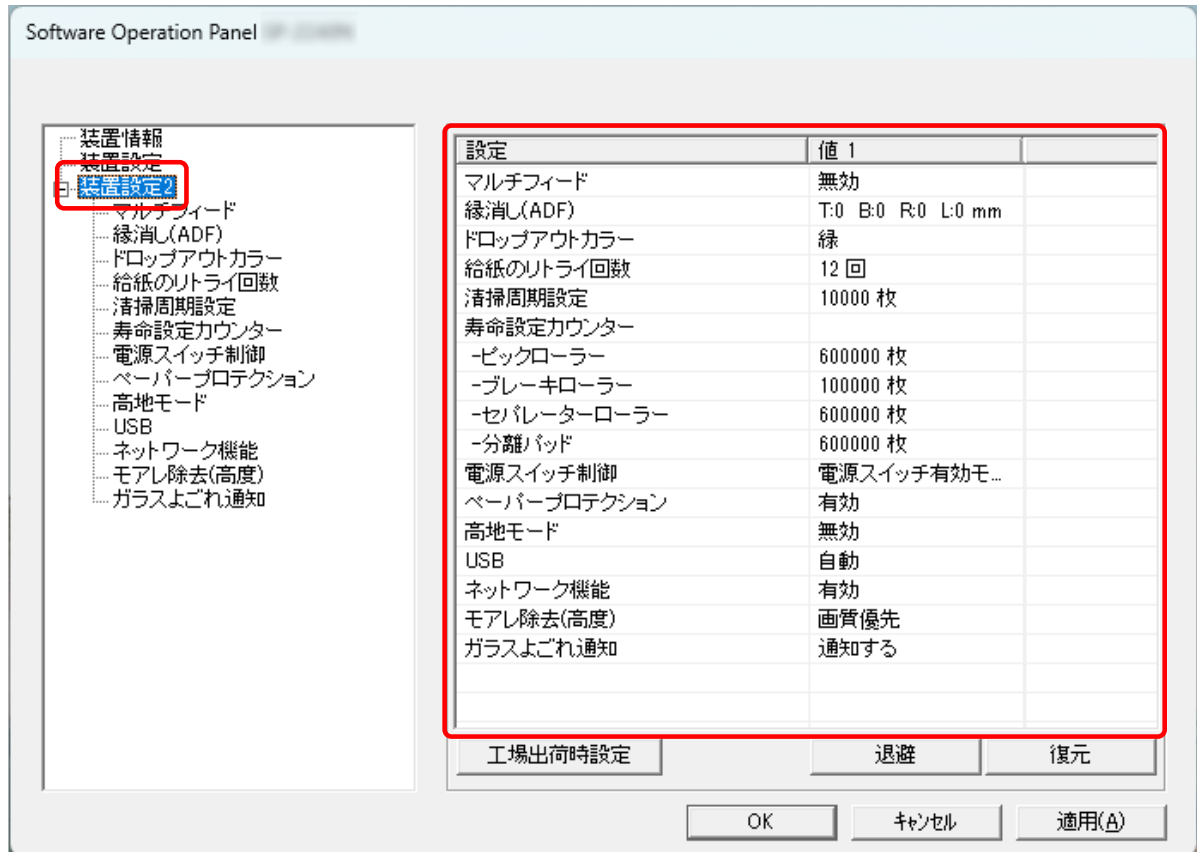 Software Operation Panel
装置情報
装置設定
装置設定2
マルチフィード
縁消し(ADF)
ドロップアウトカラー
給紙のリトライ回数
清掃周期設定
寿命設定カウンター
電源スイッチ制御
ペーパープロテクション
高地モード
USB
ネットワーク機能
モアレ除去(高度)
ガラスよごれ通知
設定 値 1
マルチフィード 無効
縁消し(ADF) T:0 B:0 R:0 L:0 mm
ドロップアウトカラー 緑
給紙のリトライ回数 12 回
清掃周期設定 10000 枚
寿命設定カウンター
-ピックローラー 600000 枚
-ブレーキローラー 100000 枚
-セパレーターローラー 600000 枚
-分離パッド 600000 枚
電源スイッチ制御 電源スイッチ有効モ...
ペーパープロテクション 有効
高地モード 無効
USB 自動
ネットワーク機能 有効
モアレ除去(高度) 画質優先
ガラスよごれ通知 通知する
工場出荷時設定 退避 復元
OK キャンセル 適用(A)